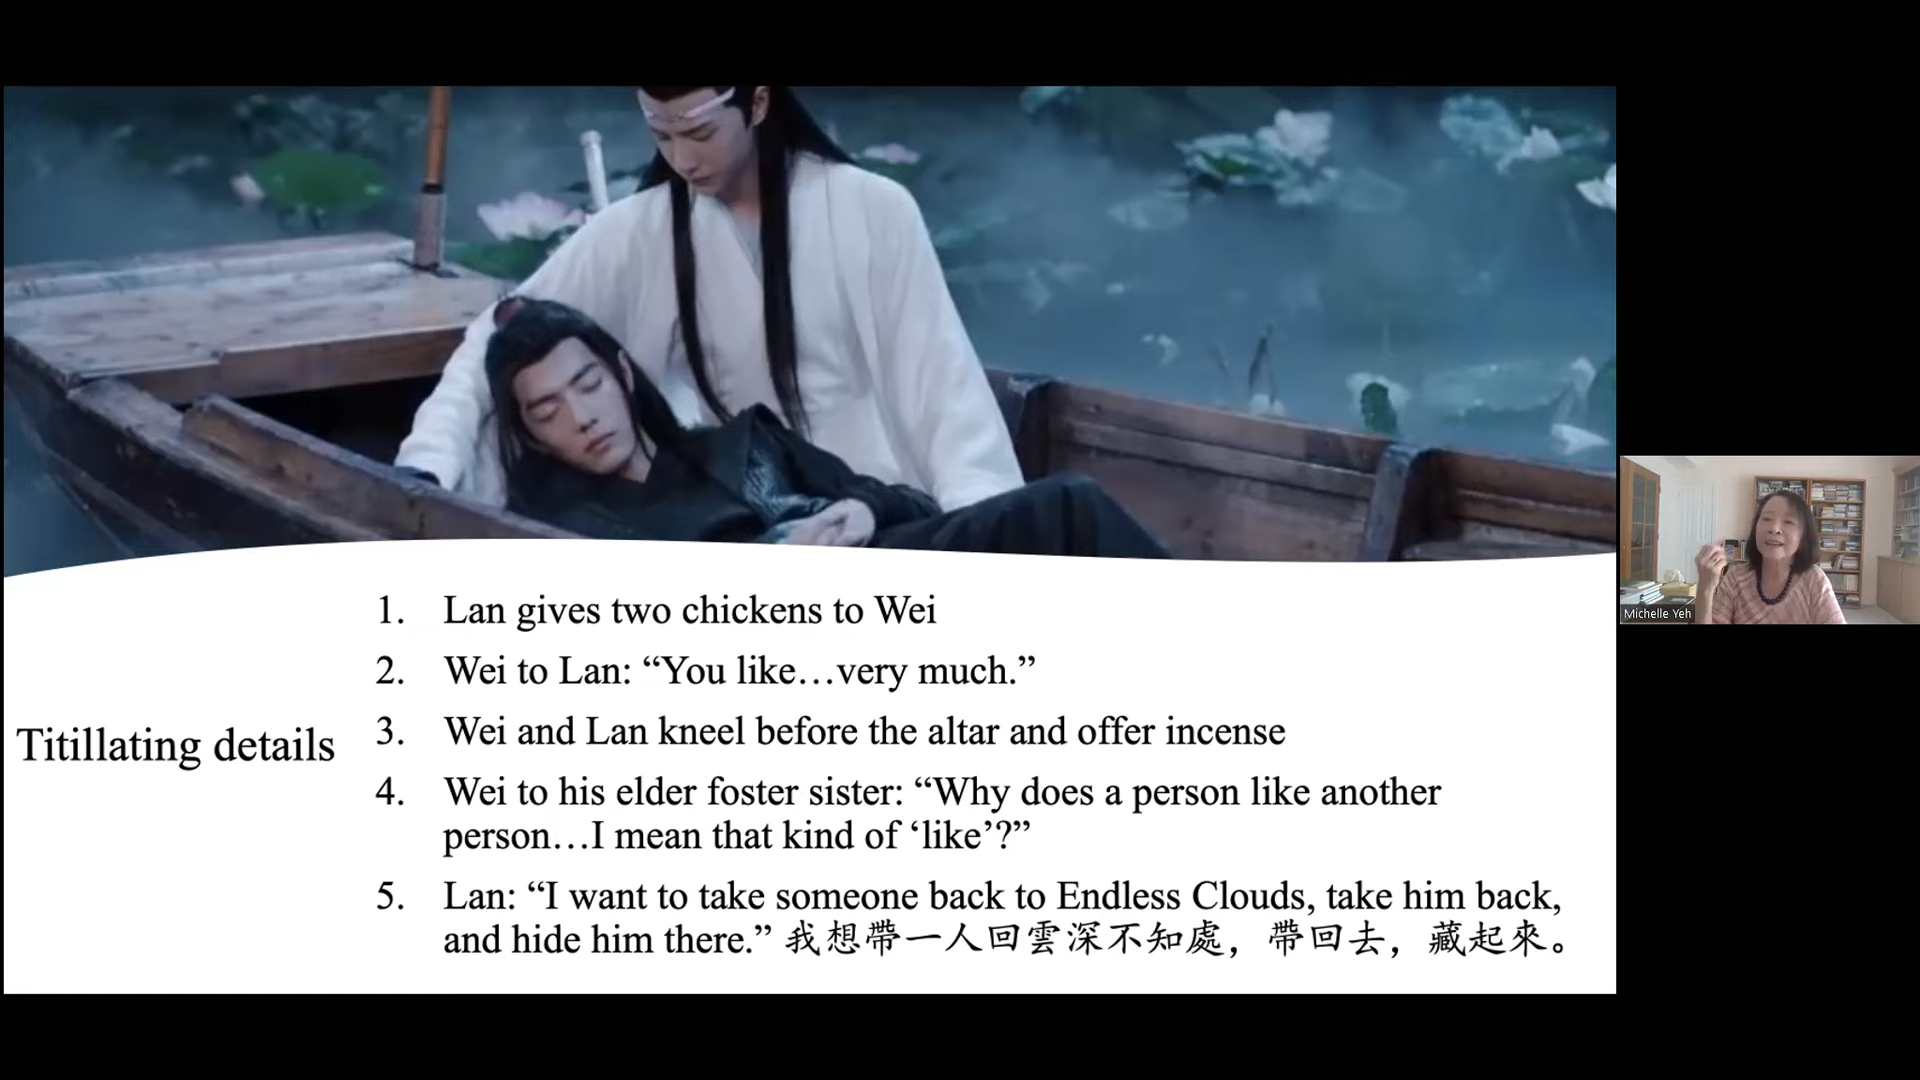 Titillating details
1. Lan gives two chickens to Wei
2. Wei to Lan: “You like…very much.”
3. Wei and Lan kneel before the altar and offer incense
4. Wei to his elder foster sister: “Why does a person like another
person…I mean that kind of ‘like’?”
5. Lan: “I want to take someone back to Endless Clouds, take him back,
and hide him there.” 我想帶一人回雲深不知處，帶回去，藏起來。
Michelle Yeh